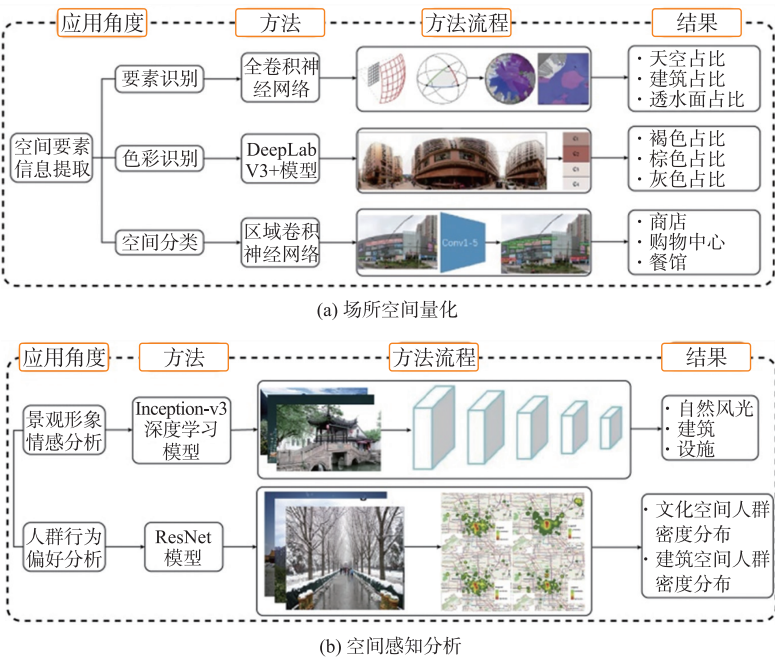 应用角度
方法
方法流程
结果
空间要素
信息提取
要素识别
全卷积神
经网络
·天空占比
·建筑占比
·透水面占比
色彩识别
DeepLab
V3+模型
·褐色占比
·棕色占比
·灰色占比
空间分类
区域卷积
神经网络
Conv1-5
·商店
·购物中心
·餐馆
(a) 场所空间量化
应用角度
方法
方法流程
结果
景观形象
情感分析
Inception-v3
深度学习
模型
·自然风光
·建筑
·设施
人群行为
偏好分析
ResNet
模型
·文化空间人群
密度分布
·建筑空间人群
密度分布
(b) 空间感知分析